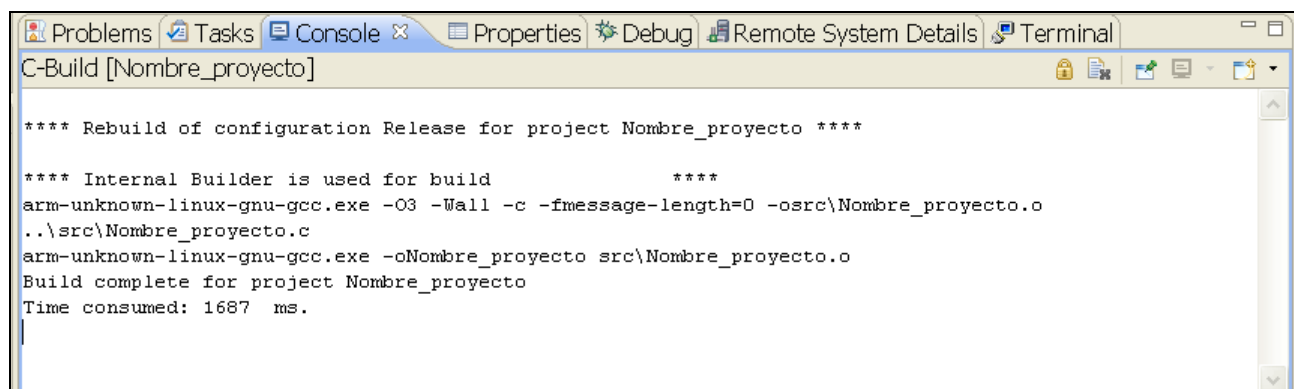 Problems Tasks Console Properties Debug Remote System Details Terminal
C-Build [Nombre_proyecto]
**** Rebuild of configuration Release for project Nombre_proyecto ****
**** Internal Builder is used for build                ****
arm-unknown-linux-gnu-gcc.exe -O3 -Wall -c -fmessage-length=0 -osrc\Nombre_proyecto.o
..\src\Nombre_proyecto.c
arm-unknown-linux-gnu-gcc.exe -oNombre_proyecto src\Nombre_proyecto.o
Build complete for project Nombre_proyecto
Time consumed: 1687  ms.